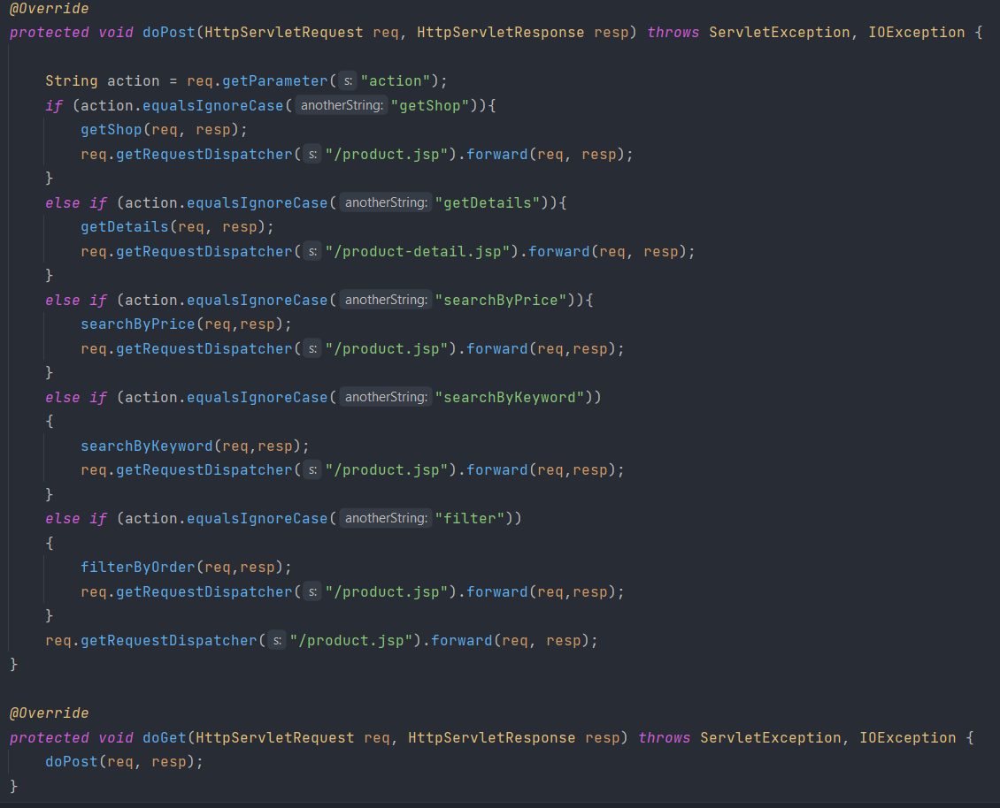 @Override
protected void doPost(HttpServletRequest req, HttpServletResponse resp) throws ServletException, IOException {
String action = req.getParameter( s: "action");
if (action.equalsIgnoreCase( anotherString: "getShop")){
getShop(req, resp);
req.getRequestDispatcher( s: "/product.jsp").forward(req, resp);
}
else if (action.equalsIgnoreCase( anotherString: "getDetails")){
getDetails(req, resp);
req.getRequestDispatcher( s: "/product-detail.jsp").forward(req, resp);
}
else if (action.equalsIgnoreCase( anotherString: "searchByPrice")){
searchByPrice(req,resp);
req.getRequestDispatcher( s: "/product.jsp").forward(req,resp);
}
else if (action.equalsIgnoreCase( anotherString: "searchByKeyword"))
{
searchByKeyword(req,resp);
req.getRequestDispatcher( s: "/product.jsp").forward(req,resp);
}
else if (action.equalsIgnoreCase( anotherString: "filter"))
{
filterByOrder(req,resp);
req.getRequestDispatcher( s: "/product.jsp").forward(req,resp);
}
req.getRequestDispatcher( s: "/product.jsp").forward(req, resp);
}
@Override
protected void doGet(HttpServletRequest req, HttpServletResponse resp) throws ServletException, IOException {
doPost(req, resp);
}